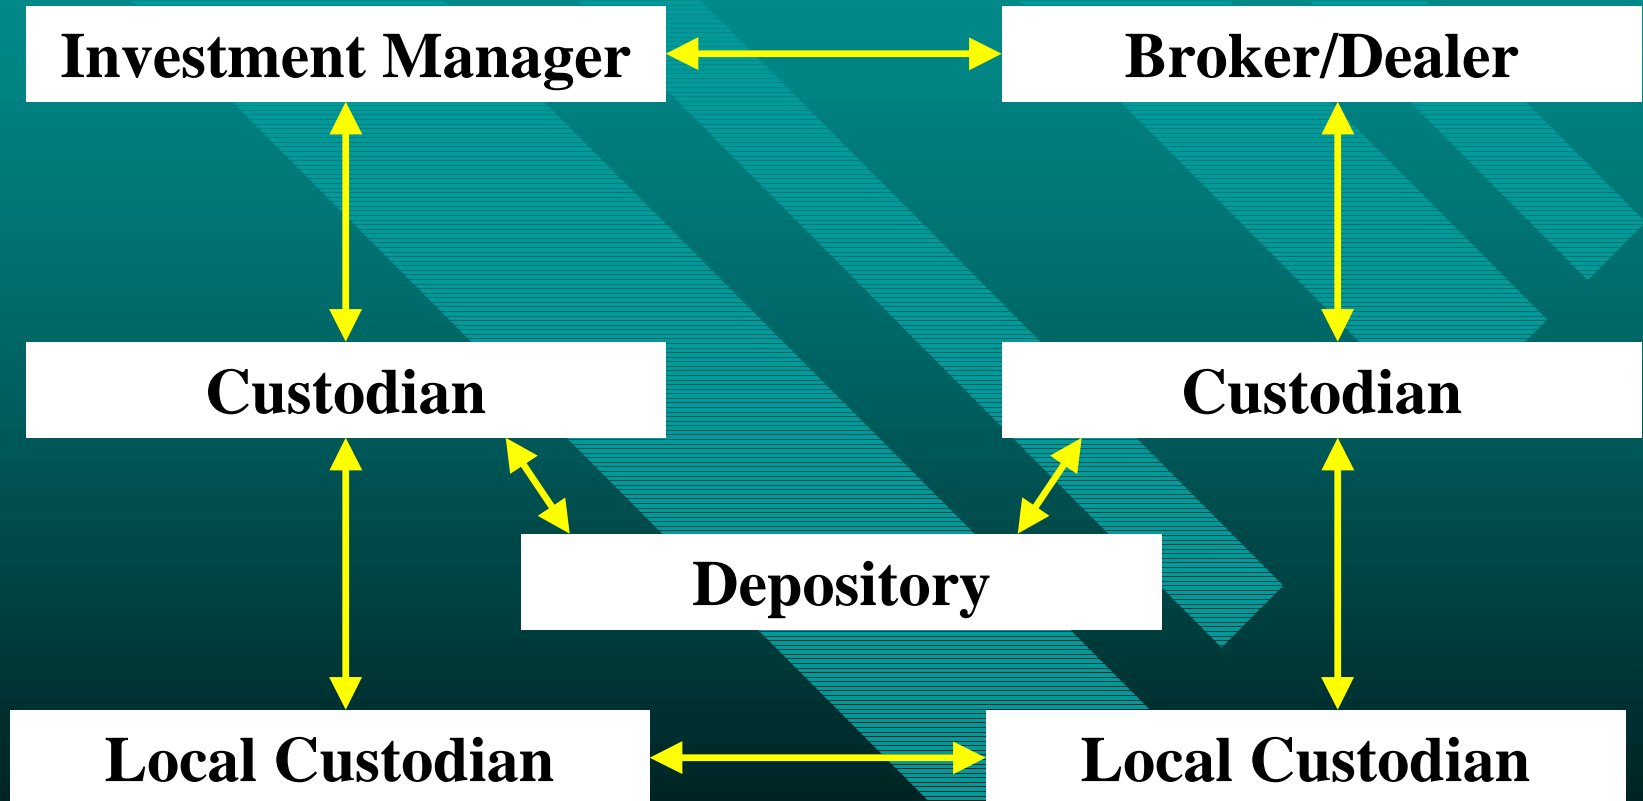 Investment Manager
Broker/Dealer
Custodian
Custodian
Depository
Local Custodian
Local Custodian